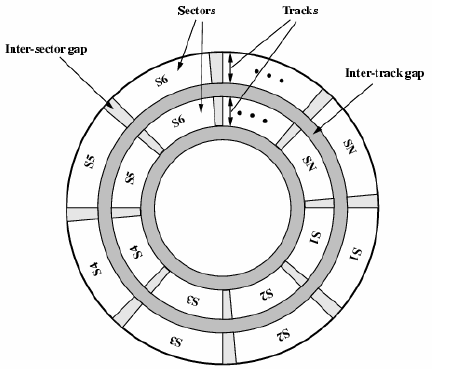 Sectors
Tracks
Inter-sector gap
Inter-track gap
S6
• • •
SN
S6
• • •
SN
S5
S5
S1
S1
S4
S4
S3
S2
S3
S2